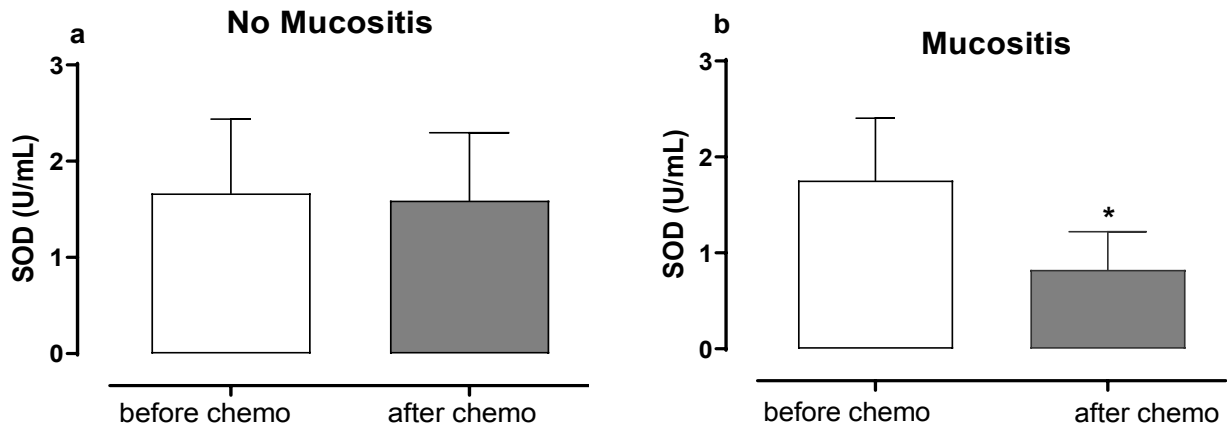 a
No Mucositis
SOD (U/mL)
3
2
1
0
before chemo
after chemo
b
Mucositis
SOD (U/mL)
3
2
1
0
*
before chemo
after chemo